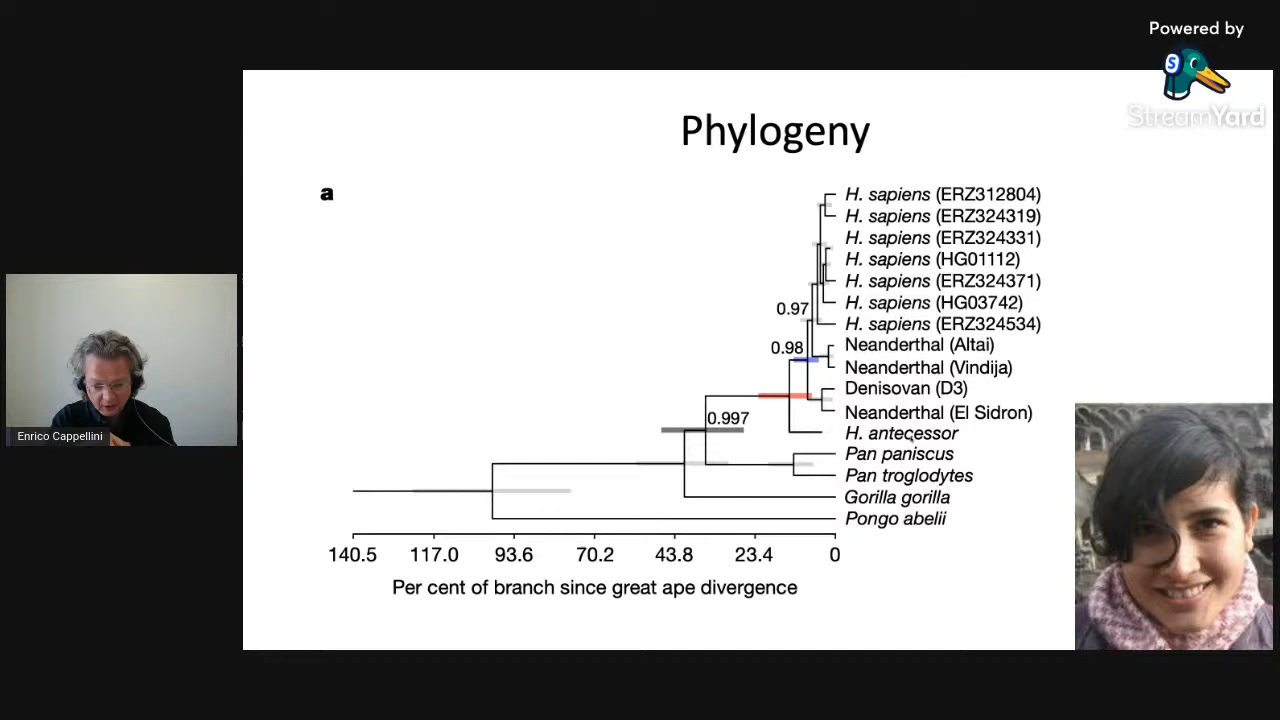 Powered by
S
StreamYard
Phylogeny
a
H. sapiens (ERZ312804)
H. sapiens (ERZ324319)
H. sapiens (ERZ324331)
H. sapiens (HG01112)
H. sapiens (ERZ324371)
H. sapiens (HG03742)
H. sapiens (ERZ324534)
Neanderthal (Altai)
Neanderthal (Vindija)
Denisovan (D3)
Neanderthal (El Sidron)
H. antecessor
Pan paniscus
Pan troglodytes
Gorilla gorilla
Pongo abelii
0.97
0.98
0.997
140.5 117.0 93.6 70.2 43.8 23.4 0
Per cent of branch since great ape divergence
Enrico Cappellini